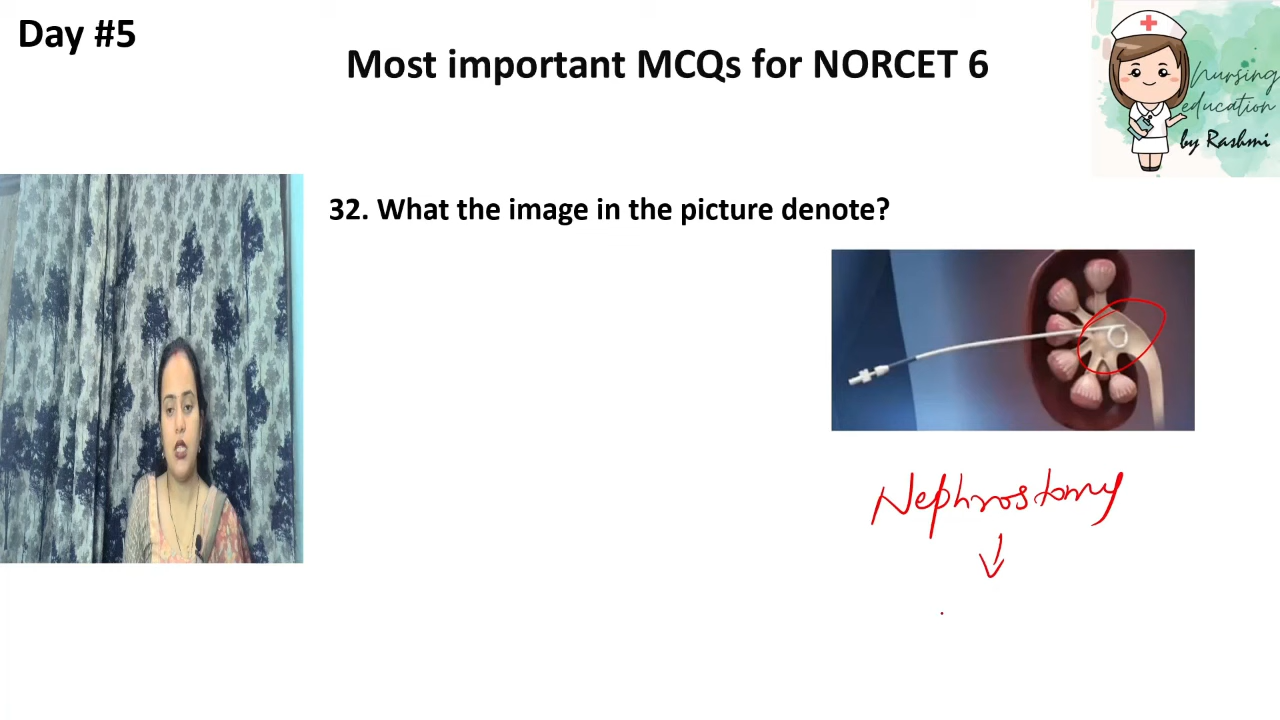 Day #5
Most important MCQs for NORCET 6
Nursing
education
by Rashmi
32. What the image in the picture denote?
Nephrostomy